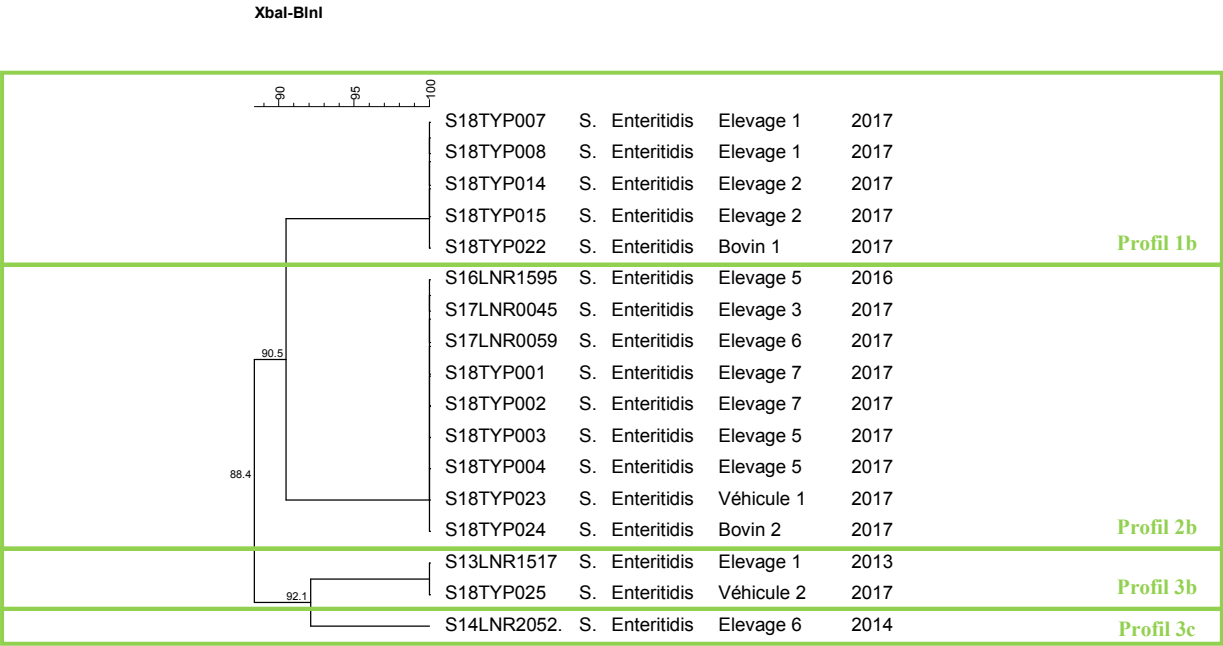 XbaI-BlnI
90 95 100
S18TYP007 S. Enteritidis Elevage 1 2017
S18TYP008 S. Enteritidis Elevage 1 2017
S18TYP014 S. Enteritidis Elevage 2 2017
S18TYP015 S. Enteritidis Elevage 2 2017
S18TYP022 S. Enteritidis Bovin 1 2017 Profil 1b
S16LNR1595 S. Enteritidis Elevage 5 2016
S17LNR0045 S. Enteritidis Elevage 3 2017
S17LNR0059 S. Enteritidis Elevage 6 2017
90.5
S18TYP001 S. Enteritidis Elevage 7 2017
S18TYP002 S. Enteritidis Elevage 7 2017
S18TYP003 S. Enteritidis Elevage 5 2017
S18TYP004 S. Enteritidis Elevage 5 2017
88.4
S18TYP023 S. Enteritidis Véhicule 1 2017
S18TYP024 S. Enteritidis Bovin 2 2017 Profil 2b
S13LNR1517 S. Enteritidis Elevage 1 2013
92.1 S18TYP025 S. Enteritidis Véhicule 2 2017 Profil 3b
S14LNR2052. S. Enteritidis Elevage 6 2014 Profil 3c